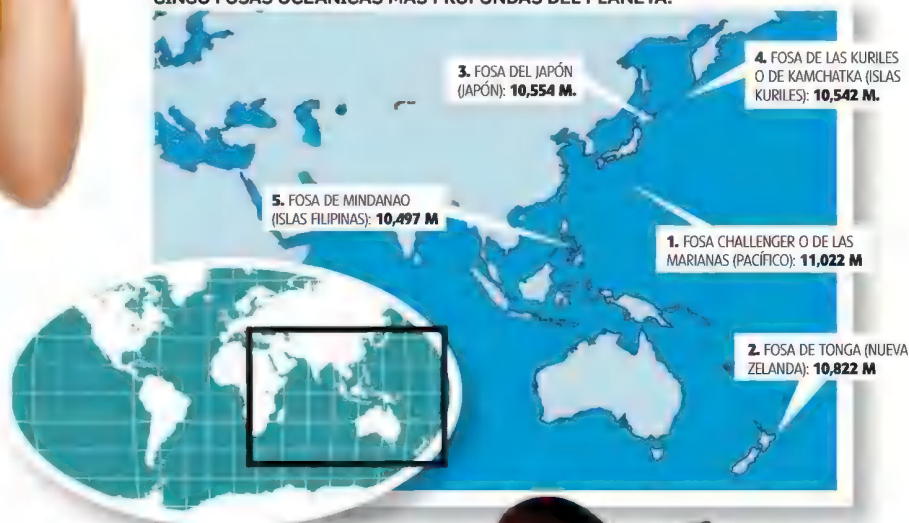 CINCO FOSAS OCEÁNICAS MÁS PROFUNDAS DEL PLANETA:
3. FOSA DEL JAPÓN
(JAPÓN): 10,554 M.
4. FOSA DE LAS KURILES
O DE KAMCHATKA (ISLAS
KURILES): 10,542 M.
5. FOSA DE MINDANAO
(ISLAS FILIPINAS): 10,497 M
1. FOSA CHALLENGER O DE LAS
MARIANAS (PACÍFICO): 11,022 M
2. FOSA DE TONGA (NUEVA
ZELANDA): 10,822 M